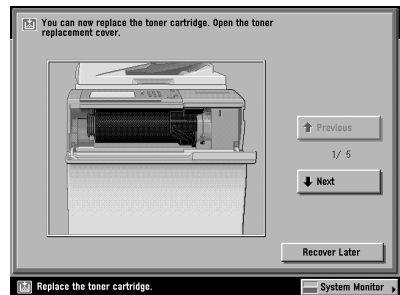 You can now replace the toner cartridge. Open the toner
replacement cover.
Previous
1/ 5
Next
Recover Later
Replace the toner cartridge.
System Monitor